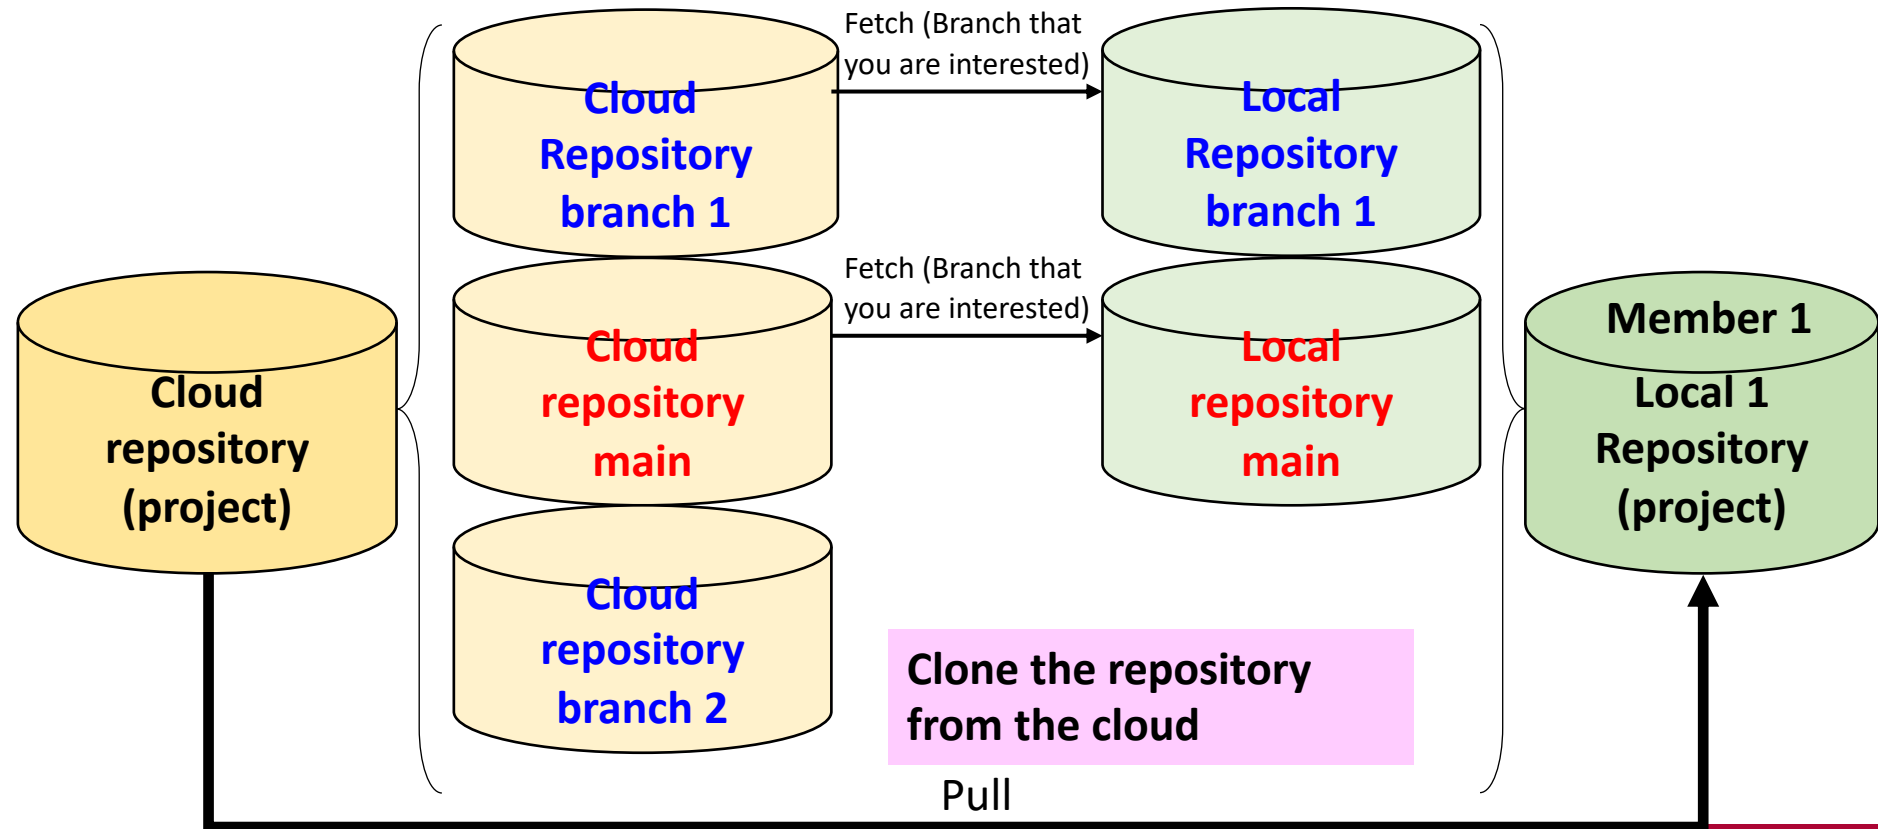 Fetch (Branch that
you are interested)
Cloud
Repository
branch 1
Local
Repository
branch 1
Fetch (Branch that
you are interested)
Cloud
repository
(project)
Cloud
repository
main
Local
repository
main
Member 1
Local 1
Repository
(project)
Cloud
repository
branch 2
Clone the repository
from the cloud
Pull